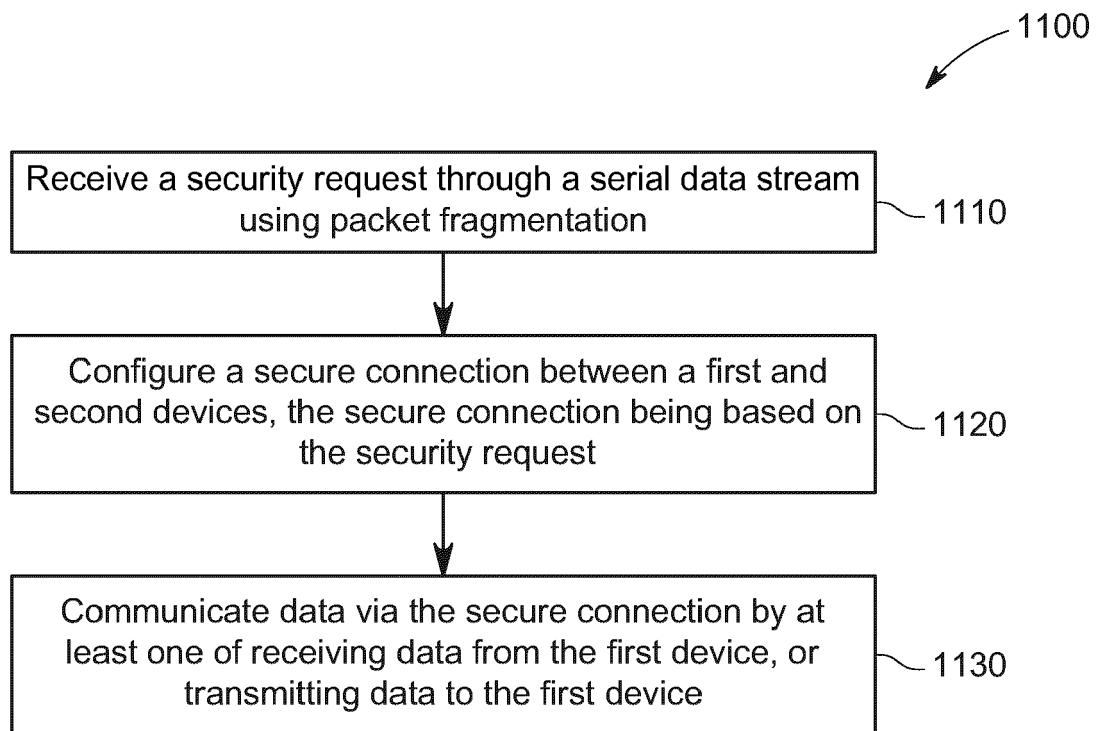 1100
Receive a security request through a serial data stream
using packet fragmentation
1110
Configure a secure connection between a first and
second devices, the secure connection being based on
the security request
1120
Communicate data via the secure connection by at
least one of receiving data from the first device, or
transmitting data to the first device
1130